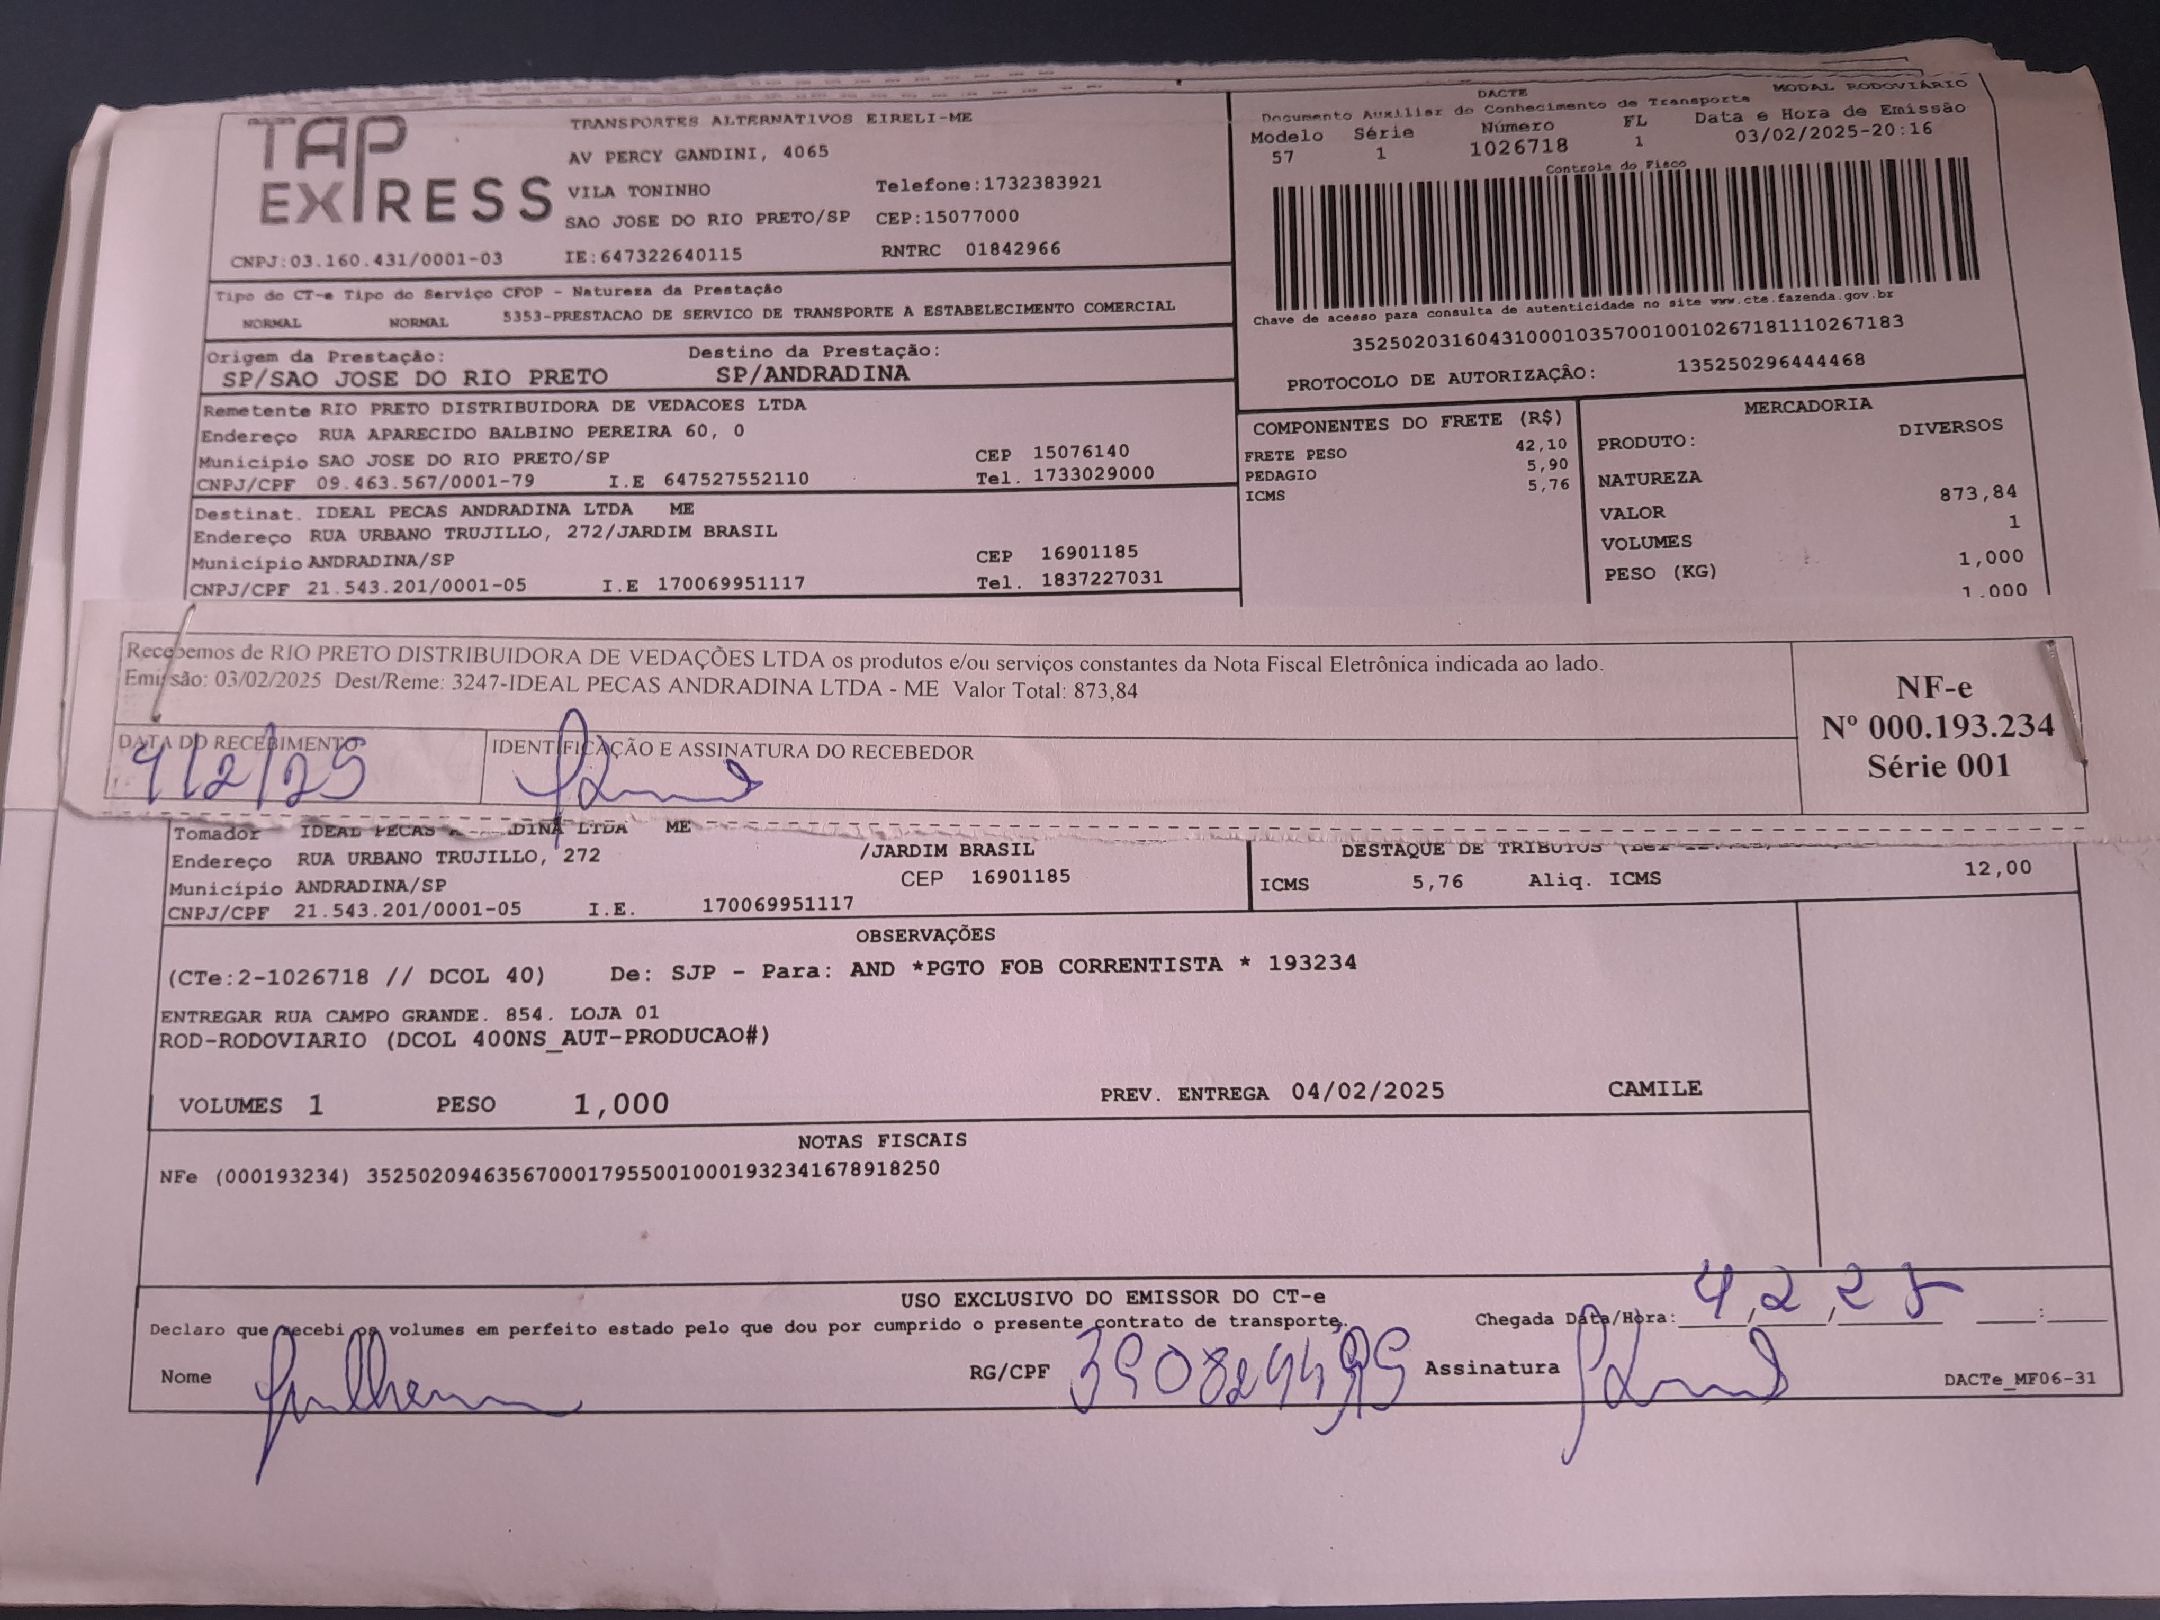 TAP EXPRESS
TRANSPORTES ALTERNATIVOS EIRELI-ME
AV PERCY GANDINI, 4065
VILA TONINHO Telefone:1732383921
SAO JOSE DO RIO PRETO/SP CEP:15077000
CNPJ:03.160.431/0001-03 IE:647322640115 RNTRC 01842966
DACTE MODAL RODOVIÁRIO
Documento Auxiliar do Conhecimento de Transporte
Modelo Série Número FL Data e Hora de Emissão
57 1 1026718 1 03/02/2025-20:16
Controle do Fisco
Chave de acesso para consulta de autenticidade no site www.cte.fazenda.gov.br
35250203160431000103570010010267181110267183
PROTOCOLO DE AUTORIZAÇÃO: 135250296444468
Tipo do CT-e Tipo do Serviço CFOP - Natureza da Prestação
NORMAL NORMAL 5353-PRESTACAO DE SERVICO DE TRANSPORTE A ESTABELECIMENTO COMERCIAL
Origem da Prestação: Destino da Prestação:
SP/SAO JOSE DO RIO PRETO SP/ANDRADINA
Remetente RIO PRETO DISTRIBUIDORA DE VEDACOES LTDA
Endereço RUA APARECIDO BALBINO PEREIRA 60, 0
Município SAO JOSE DO RIO PRETO/SP CEP 15076140
CNPJ/CPF 09.463.567/0001-79 I.E 647527552110 Tel. 1733029000
Destinat. IDEAL PECAS ANDRADINA LTDA ME
Endereço RUA URBANO TRUJILLO, 272/JARDIM BRASIL
Município ANDRADINA/SP CEP 16901185
CNPJ/CPF 21.543.201/0001-05 I.E 170069951117 Tel. 1837227031
COMPONENTES DO FRETE (R$)
FRETE PESO 42,10
PEDAGIO 5,90
ICMS 5,76
MERCADORIA
PRODUTO: DIVERSOS
NATUREZA
VALOR 873,84
VOLUMES 1
PESO (KG) 1,000
1.000
Recebemos de RIO PRETO DISTRIBUIDORA DE VEDAÇÕES LTDA os produtos e/ou serviços constantes da Nota Fiscal Eletrônica indicada ao lado.
Emissão: 03/02/2025 Dest/Reme: 3247-IDEAL PECAS ANDRADINA LTDA - ME Valor Total: 873,84
DATA DO RECEBIMENTO IDENTIFICAÇÃO E ASSINATURA DO RECEBEDOR
4/2/25
NF-e
Nº 000.193.234
Série 001
Tomador IDEAL PECAS LTDA ME
Endereço RUA URBANO TRUJILLO, 272 /JARDIM BRASIL
Município ANDRADINA/SP CEP 16901185
CNPJ/CPF 21.543.201/0001-05 I.E. 170069951117
DESTAQUE DE TRIBUTOS
ICMS 5,76 Aliq. ICMS 12,00
OBSERVAÇÕES
(CTe:2-1026718 // DCOL 40) De: SJP - Para: AND *PGTO FOB CORRENTISTA * 193234
ENTREGAR RUA CAMPO GRANDE. 854. LOJA 01
ROD-RODOVIARIO (DCOL 400NS_AUT-PRODUCAO#)
VOLUMES 1 PESO 1,000 PREV. ENTREGA 04/02/2025 CAMILE
NOTAS FISCAIS
NFe (000193234) 35250209463567000179550010001932341678918250
USO EXCLUSIVO DO EMISSOR DO CT-e
Declaro que recebi os volumes em perfeito estado pelo que dou por cumprido o presente contrato de transporte.
Chegada Data/Hora: 4/2/25 :
Nome Guilherme RG/CPF Assinatura
DACTe_MF06-31